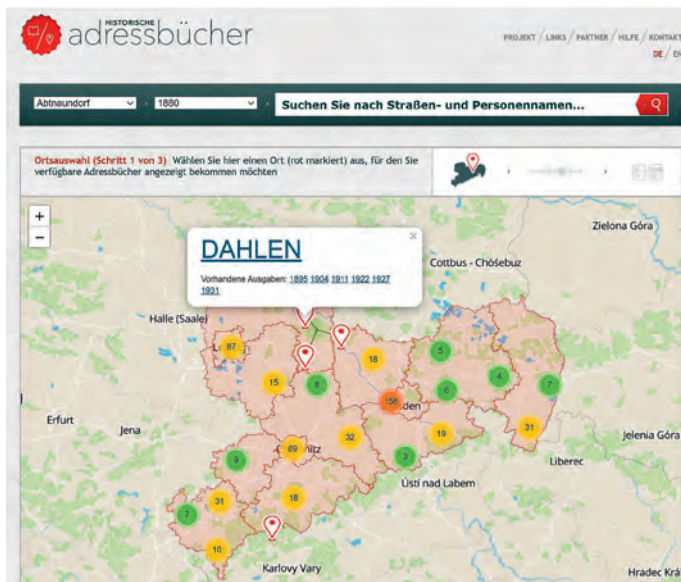 HISTORISCHE
adressbücher
PROJEKT / LINKS / PARTNER / HILFE / KONTAKT
DE / EN
Abtnaundorf
1880
Suchen Sie nach Straßen- und Personennamen...
Ortsauswahl (Schritt 1 von 3) Wählen Sie hier einen Ort (rot markiert) aus, für den Sie
verfügbare Adressbücher angezeigt bekommen möchten
+
−
Zielona Góra
DAHLEN
×
Vorhandene Ausgaben: 1895 1904 1911 1922 1927
1931
Cottbus - Chóśebuz
Halle (Saale)
87
18
5
15
8
6
4
7
158
den
Erfurt
Jena
32
19
31
Jelenia Góra
69
nitz
9
3
Liberec
Ústí nad Labem
31
18
7
10
Karlovy Vary
Hradec Krá